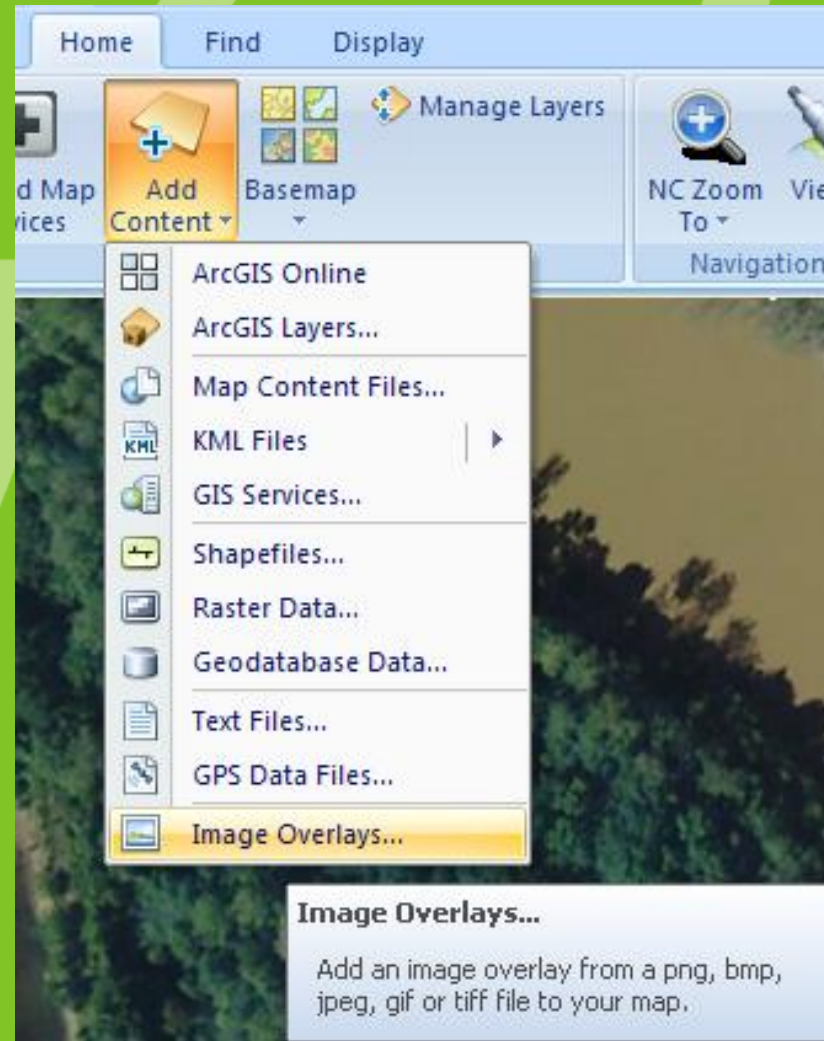 Home Find Display
Manage Layers
Map
Add
Content
Basemap
NC Zoom
To
Navigation
ArcGIS Online
ArcGIS Layers...
Map Content Files...
KML
KML Files
GIS Services...
Shapefiles...
Raster Data...
Geodatabase Data...
Text Files...
GPS Data Files...
Image Overlays...
Image Overlays...
Add an image overlay from a png, bmp,
jpeg, gif or tiff file to your map.